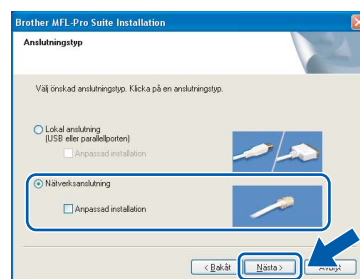 Brother MFL-Pro Suite Installation
Anslutningstyp
Välj önskad anslutningstyp. Klicka på en anslutningstyp.
Lokal anslutning
(USB eller parallellporten)
Anpassad installation
Nätverksanslutning
Anpassad installation
< Bakåt
Nästa >